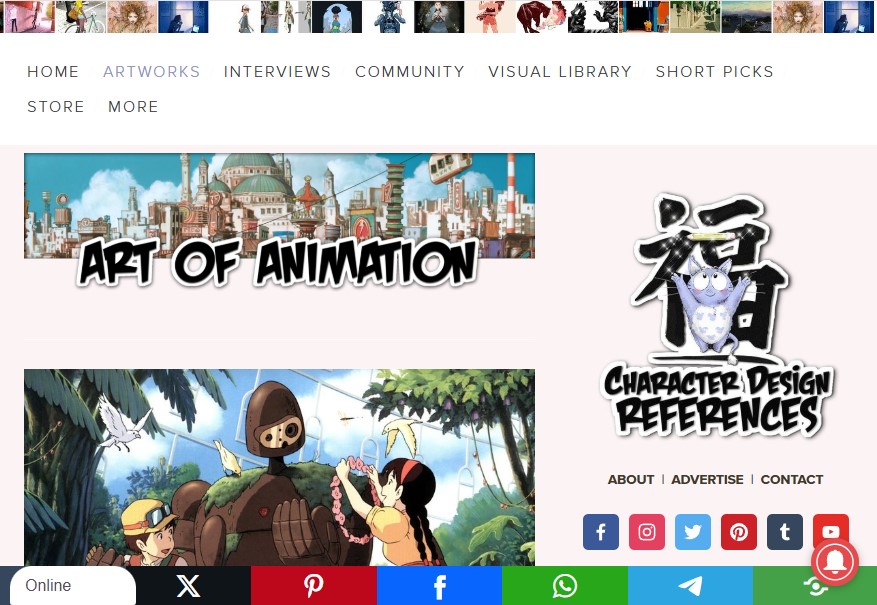 HOME ARTWORKS INTERVIEWS COMMUNITY VISUAL LIBRARY SHORT PICKS
STORE MORE
ART OF ANIMATION
福
CHARACTER DESIGN
REFERENCES
ABOUT | ADVERTISE | CONTACT
Online